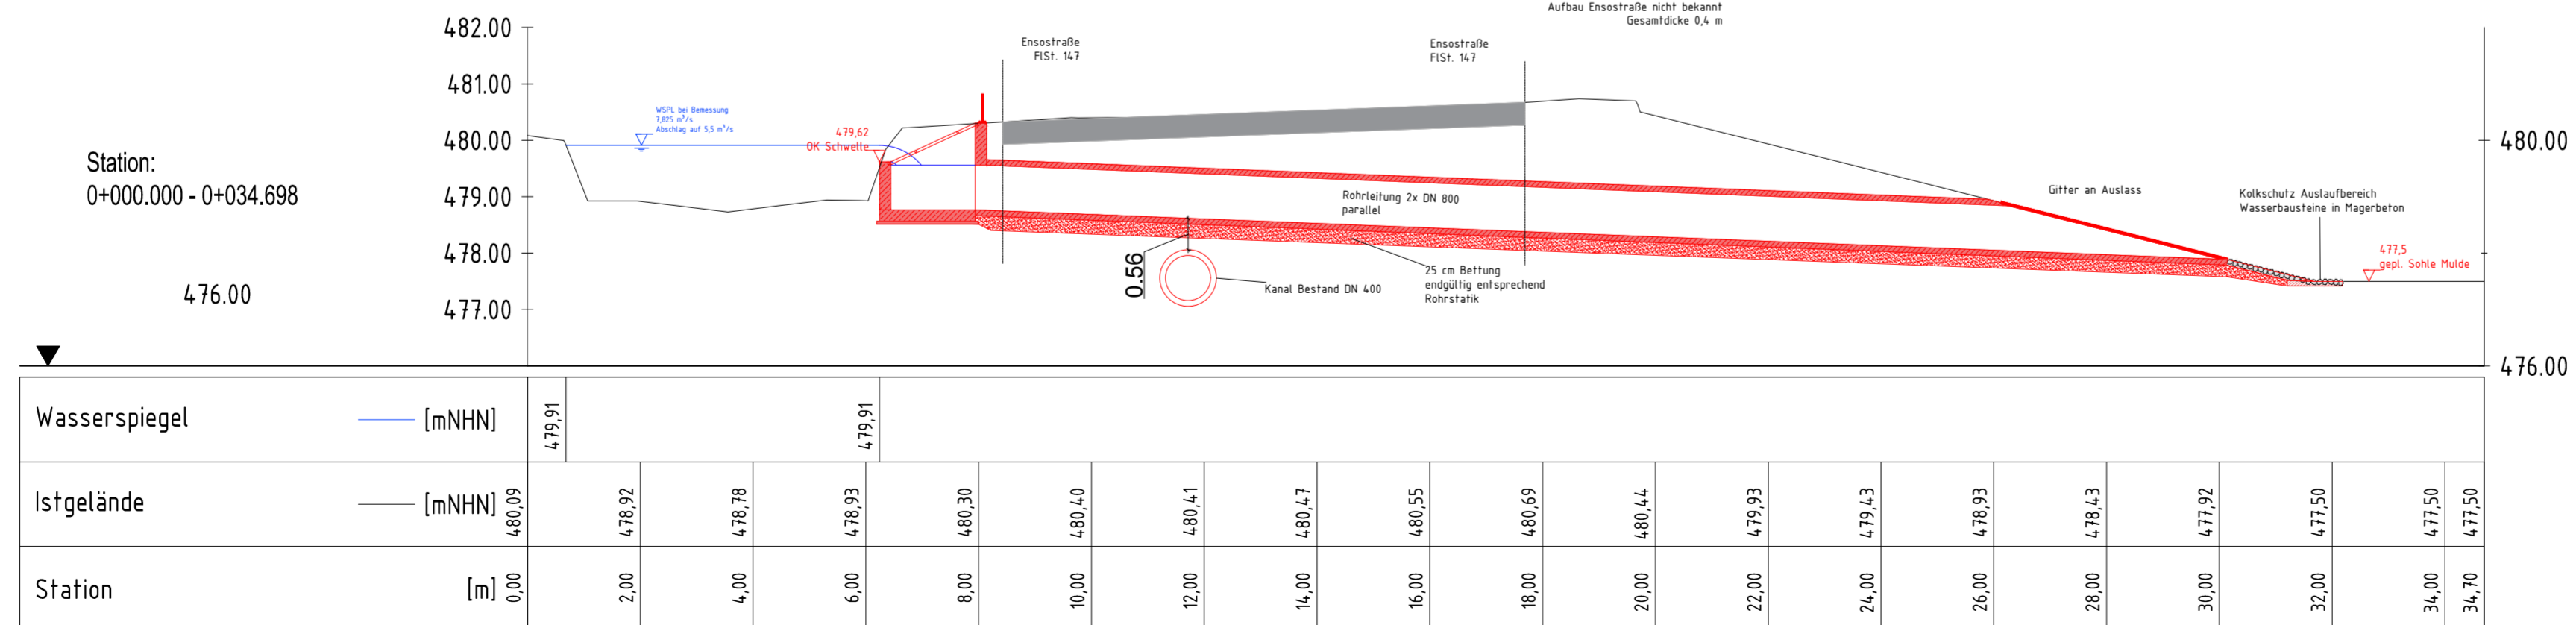 Aufbau Ensostraße nicht bekannt
Gesamtdicke 0,4 m
482.00
481.00
480.00
479.00
478.00
477.00
Station:
0+000.000 - 0+034.698
476.00
WSPL bei Bemessung
7,825 m³/s
Abschlag auf 5,5 m³/s
479,62
OK Schwelle
Ensostraße
FlSt. 147
Ensostraße
FlSt. 147
Rohrleitung 2x DN 800
parallel
0.56
Kanal Bestand DN 400
25 cm Bettung
endgültig entsprechend
Rohrstatik
Gitter an Auslass
Kolkschutz Auslaufbereich
Wasserbausteine in Magerbeton
477,5
gepl. Sohle Mulde
480.00
476.00
Wasserspiegel [mNHN] 479,91 479,91
Istgelände [mNHN] 480,09 478,92 478,78 478,93 480,30 480,40 480,41 480,47 480,55 480,69 480,44 479,93 479,43 478,93 478,43 477,92 477,50 477,50 477,50
Station [m] 0,00 2,00 4,00 6,00 8,00 10,00 12,00 14,00 16,00 18,00 20,00 22,00 24,00 26,00 28,00 30,00 32,00 34,00 34,70